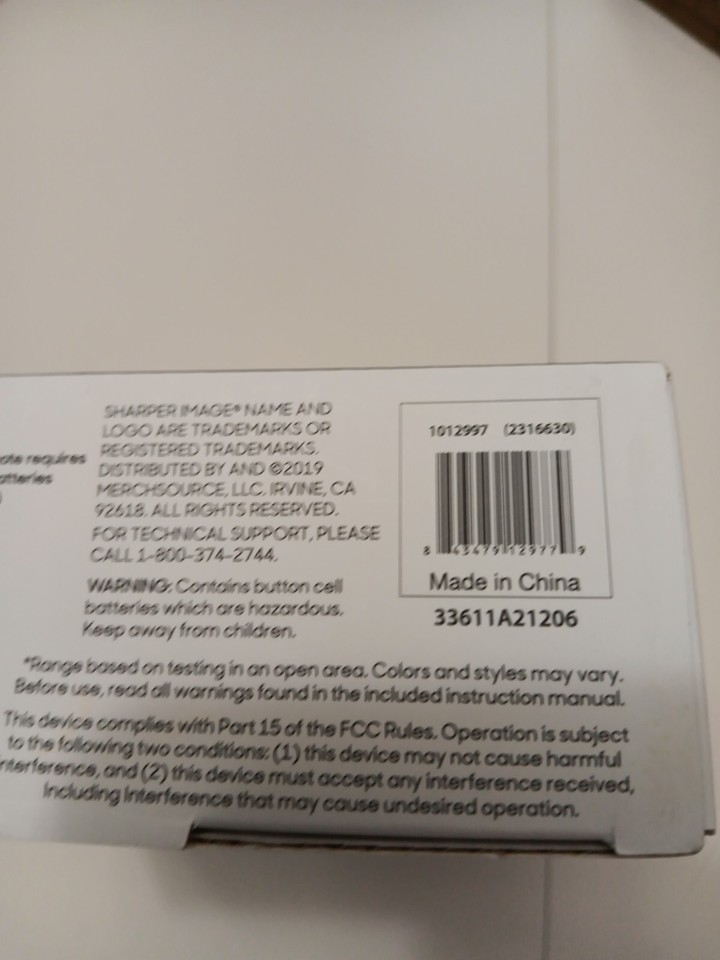 requires
SHARPER IMAGE® NAME AND
LOGO ARE TRADEMARKS OR
REGISTERED TRADEMARKS.
DISTRIBUTED BY AND ©2019
MERCHSOURCE, LLC. IRVINE, CA
92618. ALL RIGHTS RESERVED.
FOR TECHNICAL SUPPORT, PLEASE
CALL 1-800-374-2744.
WARNING: Contains button cell
batteries which are hazardous.
Keep away from children.
1012997 (2316630)
8 43479 12977 9
Made in China
33611A21206
*Range based on testing in an open area. Colors and styles may vary.
Before use, read all warnings found in the included instruction manual.
This device complies with Part 15 of the FCC Rules. Operation is subject
to the following two conditions: (1) this device may not cause harmful
interference, and (2) this device must accept any interference received,
including interference that may cause undesired operation.